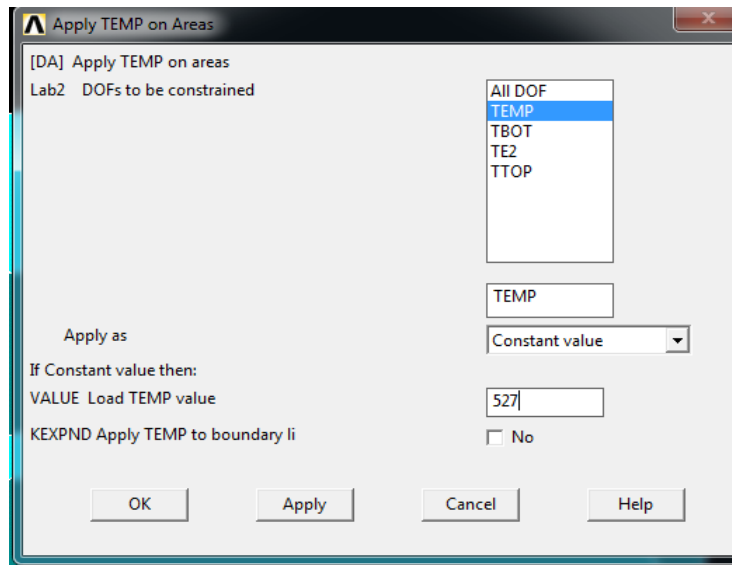 Apply TEMP on Areas
[DA] Apply TEMP on areas
Lab2 DOFs to be constrained
All DOF
TEMP
TBOT
TE2
TTOP
TEMP
Apply as
Constant value
If Constant value then:
VALUE Load TEMP value
527
KEXPND Apply TEMP to boundary li
No
OK Apply Cancel Help